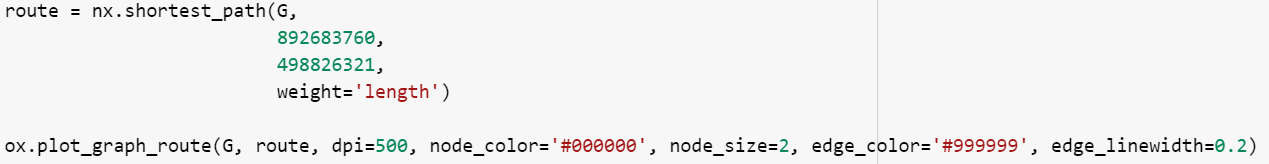 route = nx.shortest_path(G,
                         892683760,
                         498826321,
                         weight='length')
ox.plot_graph_route(G, route, dpi=500, node_color='#000000', node_size=2, edge_color='#999999', edge_linewidth=0.2)